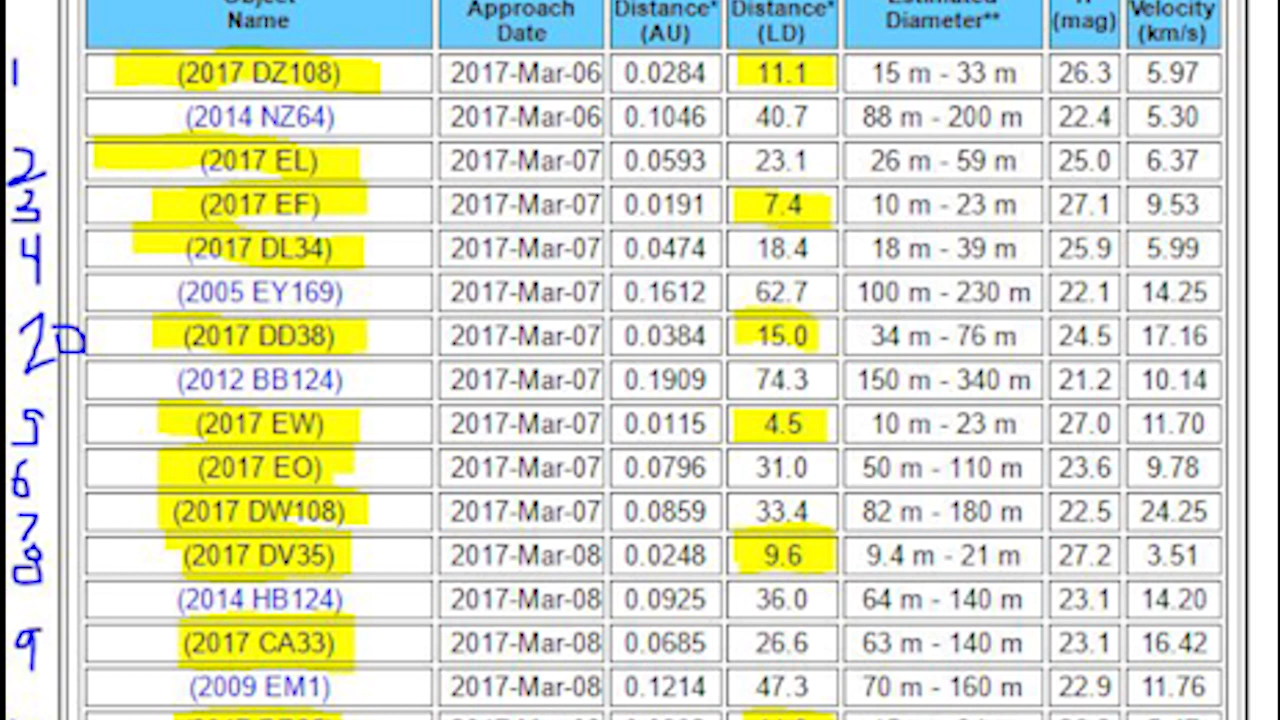 Name
Approach Date
Distance* (AU)
Distance* (LD)
Diameter**
(mag)
Velocity (km/s)
1 (2017 DZ108) 2017-Mar-06 0.0284 11.1 15 m - 33 m 26.3 5.97
(2014 NZ64) 2017-Mar-06 0.1046 40.7 88 m - 200 m 22.4 5.30
2 (2017 EL) 2017-Mar-07 0.0593 23.1 26 m - 59 m 25.0 6.37
3 (2017 EF) 2017-Mar-07 0.0191 7.4 10 m - 23 m 27.1 9.53
4 (2017 DL34) 2017-Mar-07 0.0474 18.4 18 m - 39 m 25.9 5.99
(2005 EY169) 2017-Mar-07 0.1612 62.7 100 m - 230 m 22.1 14.25
(2017 DD38) 2017-Mar-07 0.0384 15.0 34 m - 76 m 24.5 17.16
(2012 BB124) 2017-Mar-07 0.1909 74.3 150 m - 340 m 21.2 10.14
5 (2017 EW) 2017-Mar-07 0.0115 4.5 10 m - 23 m 27.0 11.70
6 (2017 EO) 2017-Mar-07 0.0796 31.0 50 m - 110 m 23.6 9.78
7 (2017 DW108) 2017-Mar-07 0.0859 33.4 82 m - 180 m 22.5 24.25
8 (2017 DV35) 2017-Mar-08 0.0248 9.6 9.4 m - 21 m 27.2 3.51
(2014 HB124) 2017-Mar-08 0.0925 36.0 64 m - 140 m 23.1 14.20
9 (2017 CA33) 2017-Mar-08 0.0685 26.6 63 m - 140 m 23.1 16.42
(2009 EM1) 2017-Mar-08 0.1214 47.3 70 m - 160 m 22.9 11.76